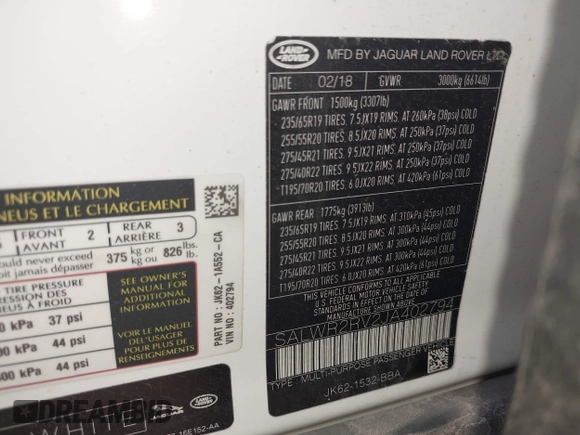 LAND ROVER
MFD BY JAGUAR LAND ROVER LTD
DATE 02/18 GVWR 3000kg (6614lb)
GAWR FRONT 1500kg (3307lb)
235/65R19 TIRES, 7.5JX19 RIMS, AT 260kPa (38psi) COLD
255/55R20 TIRES, 8.5JX20 RIMS, AT 250kPa (37psi) COLD
275/45R21 TIRES, 9.5JX21 RIMS, AT 250kPa (37psi) COLD
275/40R22 TIRES, 9.5JX22 RIMS, AT 250kPa (37psi) COLD
T195/70R20 TIRES, 6.0JX20 RIMS, AT 420kPa (61psi) COLD
GAWR REAR 1775kg (3913lb)
235/65R19 TIRES, 7.5JX19 RIMS, AT 310kPa (45psi) COLD
255/55R20 TIRES, 8.5JX20 RIMS, AT 300kPa (44psi) COLD
275/45R21 TIRES, 9.5JX21 RIMS, AT 300kPa (44psi) COLD
275/40R22 TIRES, 9.5JX22 RIMS, AT 300kPa (44psi) COLD
T195/70R20 TIRES, 6.0JX20 RIMS, AT 420kPa (61psi) COLD
THIS VEHICLE CONFORMS TO ALL APPLICABLE
U.S. FEDERAL MOTOR VEHICLE SAFETY AND
THEFT PREVENTION STANDARDS IN EFFECT ON
THE DATE OF MANUFACTURE SHOWN ABOVE
TYPE: MULTI-PURPOSE PASSENGER VEHICLE
JK62-1532-BBA
INFORMATION
NEUS ET LE CHARGEMENT
FRONT AVANT 2
REAR ARRIÈRE 3
ould never exceed
it jamais dépasser
375 kg or kg ou 826 lbs. lb.
TIRE PRESSURE
PRESSION DES
NEUS À FROID
kPa 37 psi
00 kPa 44 psi
00 kPa 44 psi
SEE OWNER'S
MANUAL FOR
ADDITIONAL
INFORMATION
VOIR LE MANUEL
DE L'USAGER
POUR PLUS DE
RENSEIGNEMENTS
PART NO: JK62-1A552-CA
VIN NO: 402794
WHITE
JAGUAR
LAND ROVER
16E152-AA
DREAMBID